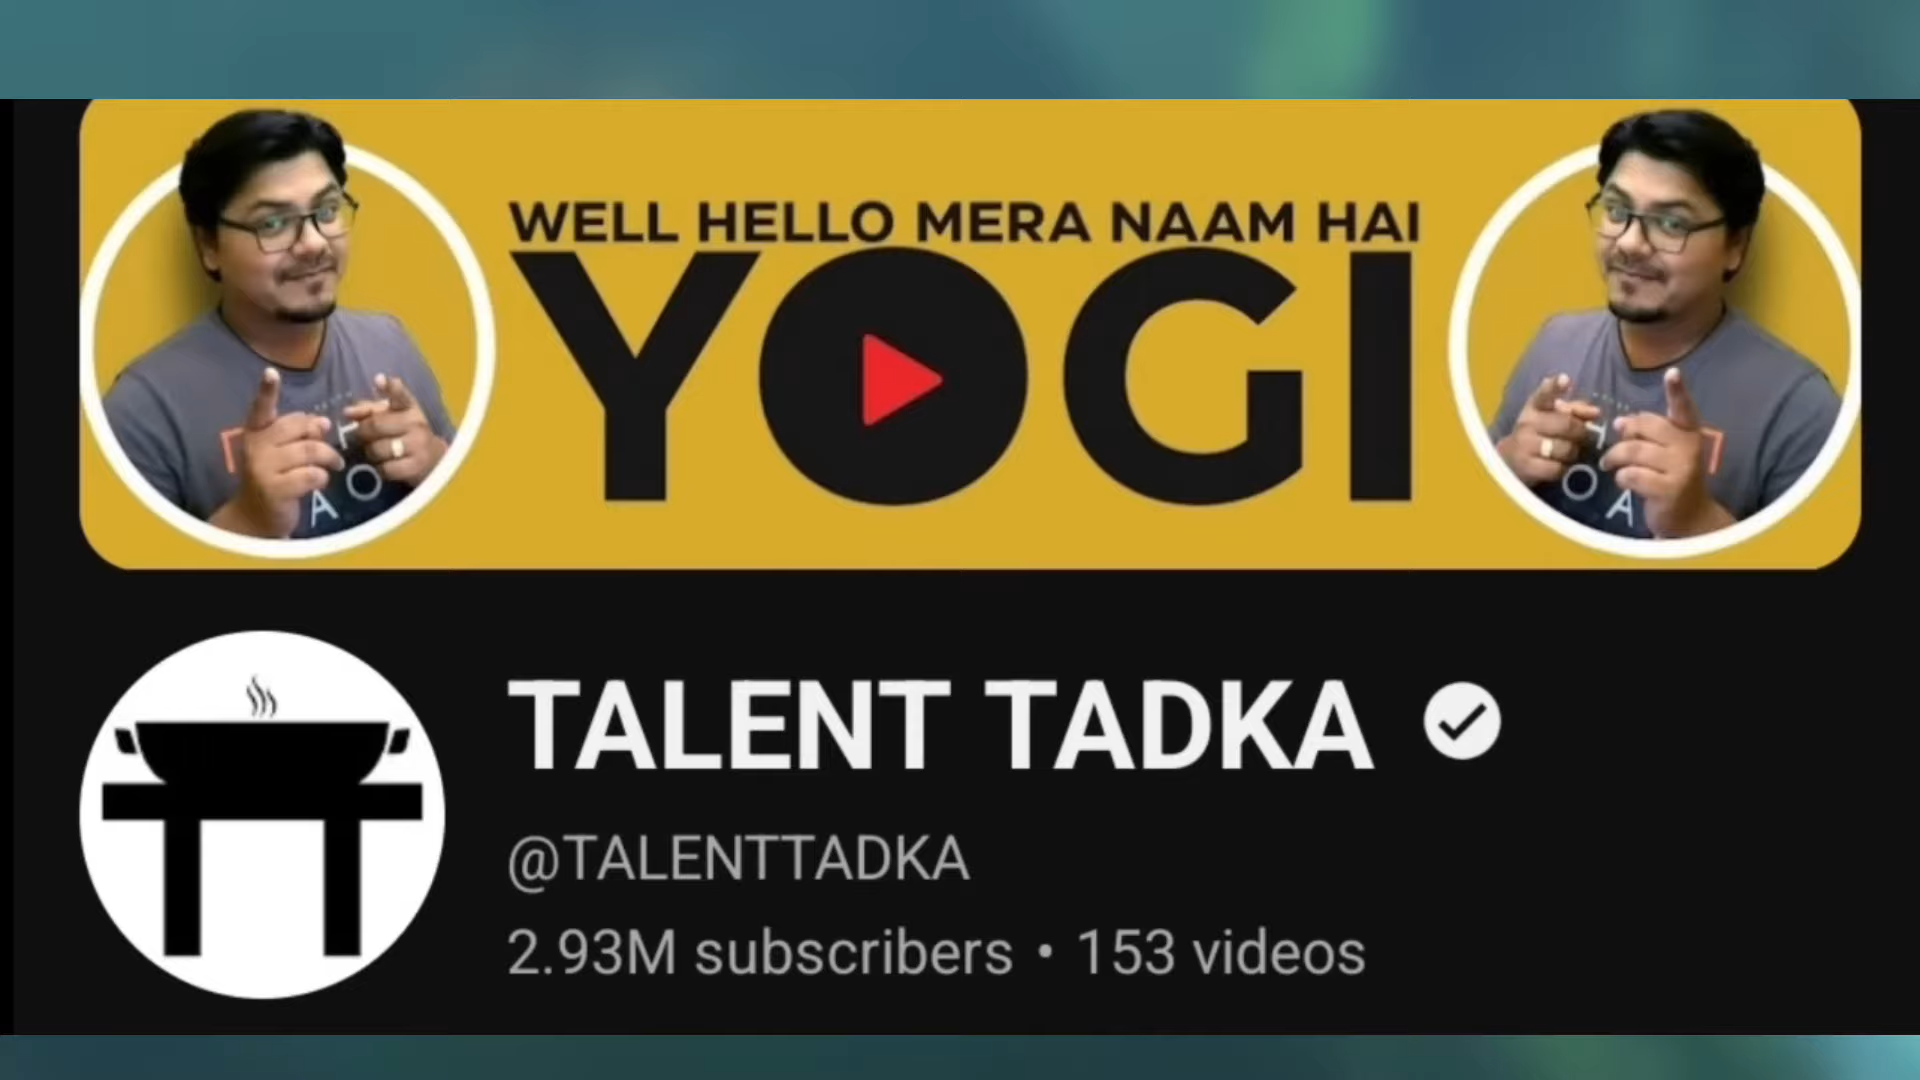 WELL HELLO MERA NAAM HAI
YOGI
TALENT TADKA
@TALENTTADKA
2.93M subscribers • 153 videos